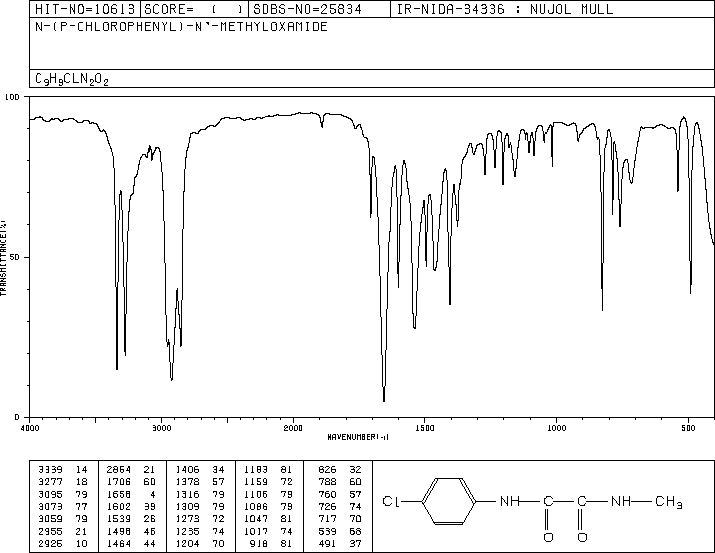 HIT-NO=10613 SCORE= ( ) SDBS-NO=25834 IR-NIDA-34336 : NUJOL MULL
N-(P-CHLOROPHENYL)-N'-METHYLOXAMIDE
C9H9CLN2O2
100
50
0
TRANSMITTANCE(%)
4000 3000 2000 1500 1000 500
WAVENUMBER(-1)
3339 14 2854 21 1406 34 1183 81 826 32
3277 18 1706 60 1378 57 1159 72 788 60
3095 79 1658 4 1316 79 1106 79 760 57
3073 77 1602 39 1309 79 1086 79 726 74
3059 79 1539 26 1273 72 1047 81 717 70
2955 21 1498 46 1235 74 1017 74 539 68
2925 10 1464 44 1204 70 918 81 491 37
Cl NH C C NH CH3
O O